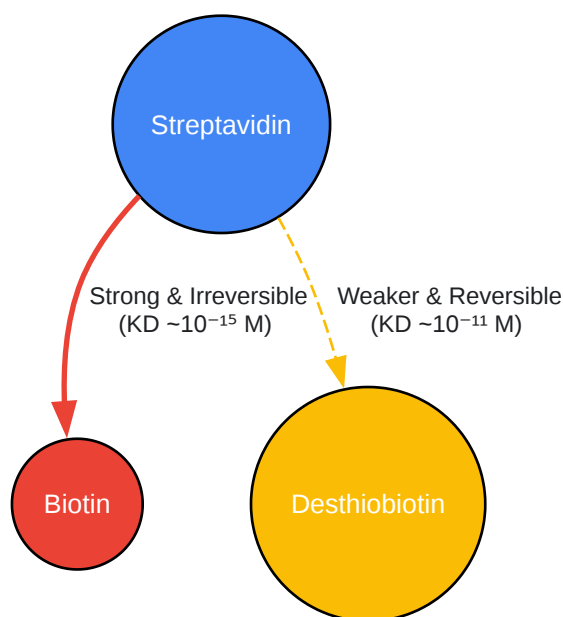 Streptavidin
Strong & Irreversible
(KD ~10⁻¹⁵ M)
Weaker & Reversible
(KD ~10⁻¹¹ M)
Biotin
Desthiobiotin